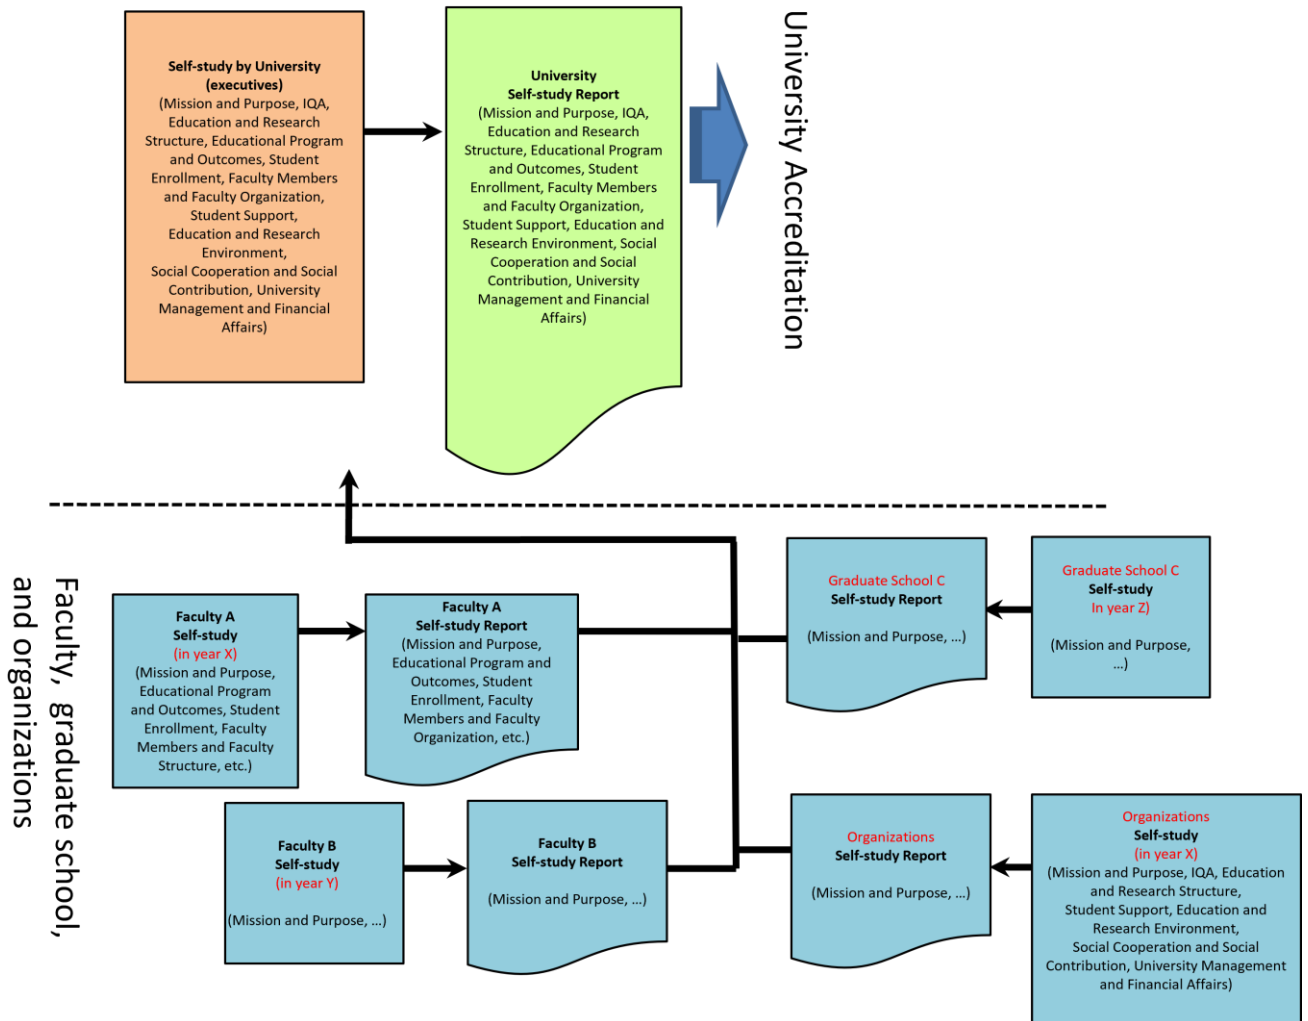 Self-study by University
(executives)
(Mission and Purpose, IQA,
Education and Research
Structure, Educational Program
and Outcomes, Student
Enrollment, Faculty Members
and Faculty Organization,
Student Support,
Education and Research
Environment,
Social Cooperation and Social
Contribution, University
Management and Financial
Affairs)
University
Self-study Report
(Mission and Purpose, IQA,
Education and Research
Structure, Educational Program
and Outcomes, Student
Enrollment, Faculty Members
and Faculty Organization,
Student Support, Education and
Research Environment, Social
Cooperation and Social
Contribution, University
Management and Financial
Affairs)
University Accreditation
Faculty, graduate school,
and organizations
Faculty A
Self-study
(in year X)
(Mission and Purpose,
Educational Program
and Outcomes, Student
Enrollment, Faculty
Members and Faculty
Structure, etc.)
Faculty A
Self-study Report
(Mission and Purpose,
Educational Program and
Outcomes, Student
Enrollment, Faculty
Members and Faculty
Organization, etc.)
Graduate School C
Self-study Report
(Mission and Purpose, ...)
Graduate School C
Self-study
In year Z)
(Mission and Purpose,
...)
Faculty B
Self-study
(in year Y)
(Mission and Purpose, ...)
Faculty B
Self-study Report
(Mission and Purpose, ...)
Organizations
Self-study Report
(Mission and Purpose, ...)
Organizations
Self-study
(in year X)
(Mission and Purpose, IQA, Education
and Research Structure,
Student Support, Education and
Research Environment,
Social Cooperation and Social
Contribution, University Management
and Financial Affairs)